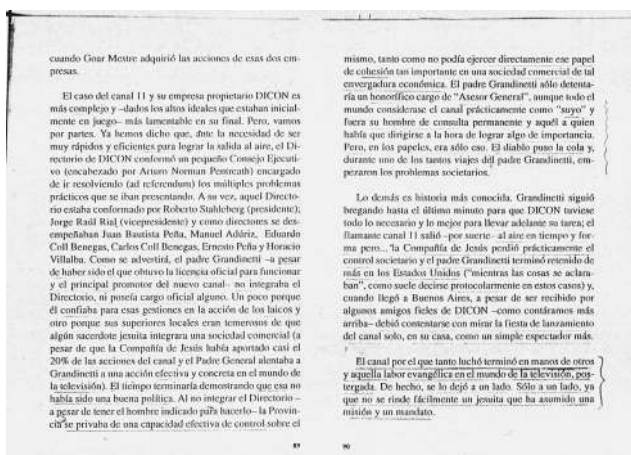 cuando Goar Mestre adquirió las acciones de esas dos em-
presas.
El caso del canal 11 y su empresa propietario DICON es
más complejo y –dados los altos ideales que estaban inicial-
mente en juego– más lamentable en su final. Pero, vamos
por partes. Ya hemos dicho que, ante la necesidad de ser
muy rápidos y eficientes para lograr la salida al aire, el Di-
rectorio de DICON conformó un pequeño Consejo Ejecuti-
vo (encabezado por Arturo Norman Pentreath) encargado
de ir resolviendo (ad referendum) los múltiples problemas
prácticos que se iban presentando. A su vez, aquel Directo-
rio estaba conformado por Roberto Stahleberg (presidente);
Jorge Raúl Rial (vicepresidente) y como directores se des-
empeñaban Juan Bautista Peña, Manuel Adúriz, Eduardo
Coll Benegas, Carlos Coll Benegas, Ernesto Peña y Horacio
Villalba. Como se advertirá, el padre Grandinetti –a pesar
de haber sido el que obtuvo la licencia oficial para funcionar
y el principal promotor del nuevo canal– no integraba el
Directorio, ni poseía cargo oficial alguno. Un poco porque
él confiaba para esas gestiones en la acción de los laicos y
otro porque sus superiores locales eran temerosos de que
algún sacerdote jesuita integrara una sociedad comercial (a
pesar de que la Compañía de Jesús había aportado casi el
20% de las acciones del canal y el Padre General alentaba a
Grandinetti a una acción efectiva y concreta en el mundo de
la televisión). El tiempo terminaría demostrando que esa no
había sido una buena política. Al no integrar el Directorio –
a pesar de tener el hombre indicado para hacerlo– la Provin-
cia se privaba de una capacidad efectiva de control sobre el
89
mismo, tanto como no podía ejercer directamente ese papel
de cohesión tan importante en una sociedad comercial de tal
envergadura económica. El padre Grandinetti sólo detenta-
ría un honorífico cargo de "Asesor General", aunque todo el
mundo considerase el canal prácticamente como "suyo" y
fuera su hombre de consulta permanente y aquél a quien
había que dirigirse a la hora de lograr algo de importancia.
Pero, en los papeles, era sólo eso. El diablo puso la cola y,
durante uno de los tantos viajes del padre Grandinetti, em-
pezaron los problemas societarios.
Lo demás es historia más conocida. Grandinetti siguió
bregando hasta el último minuto para que DICON tuviese
todo lo necesario y lo mejor para llevar adelante su tarea; el
flamante canal 11 salió –por suerte– al aire en tiempo y for-
ma pero... la Compañía de Jesús perdió prácticamente el
control societario y el padre Grandinetti terminó retenido de
más en los Estados Unidos ("mientras las cosas se aclara-
ban", como suele decirse protocolarmente en estos casos) y,
cuando llegó a Buenos Aires, a pesar de ser recibido por
algunos amigos fieles de DICON –como contáramos más
arriba– debió contentarse con mirar la fiesta de lanzamiento
del canal solo, en su casa, como un simple espectador más.
El canal por el que tanto luchó terminó en manos de otros
y aquella labor evangélica en el mundo de la televisión, pos-
tergada. De hecho, se lo dejó a un lado. Sólo a un lado, ya
que no se rinde fácilmente un jesuita que ha asumido una
misión y un mandato.
90